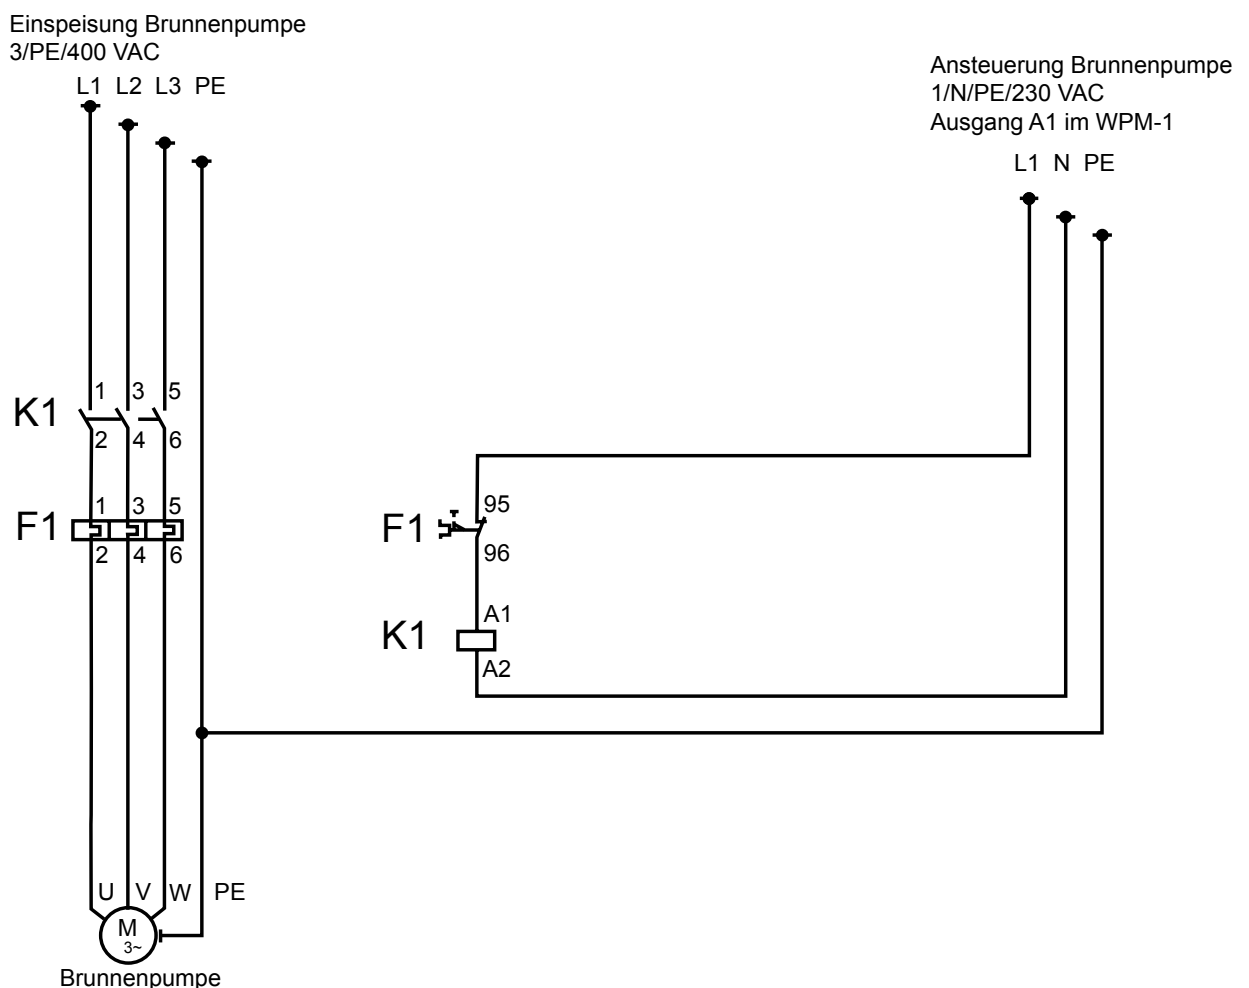 Einspeisung Brunnenpumpe
3/PE/400 VAC
L1 L2 L3 PE
Ansteuerung Brunnenpumpe
1/N/PE/230 VAC
Ausgang A1 im WPM-1
L1 N PE
1 3 5
K1
2 4 6
1 3 5
F1
2 4 6
95
F1
96
A1
K1
A2
U V W PE
M
3~
Brunnenpumpe